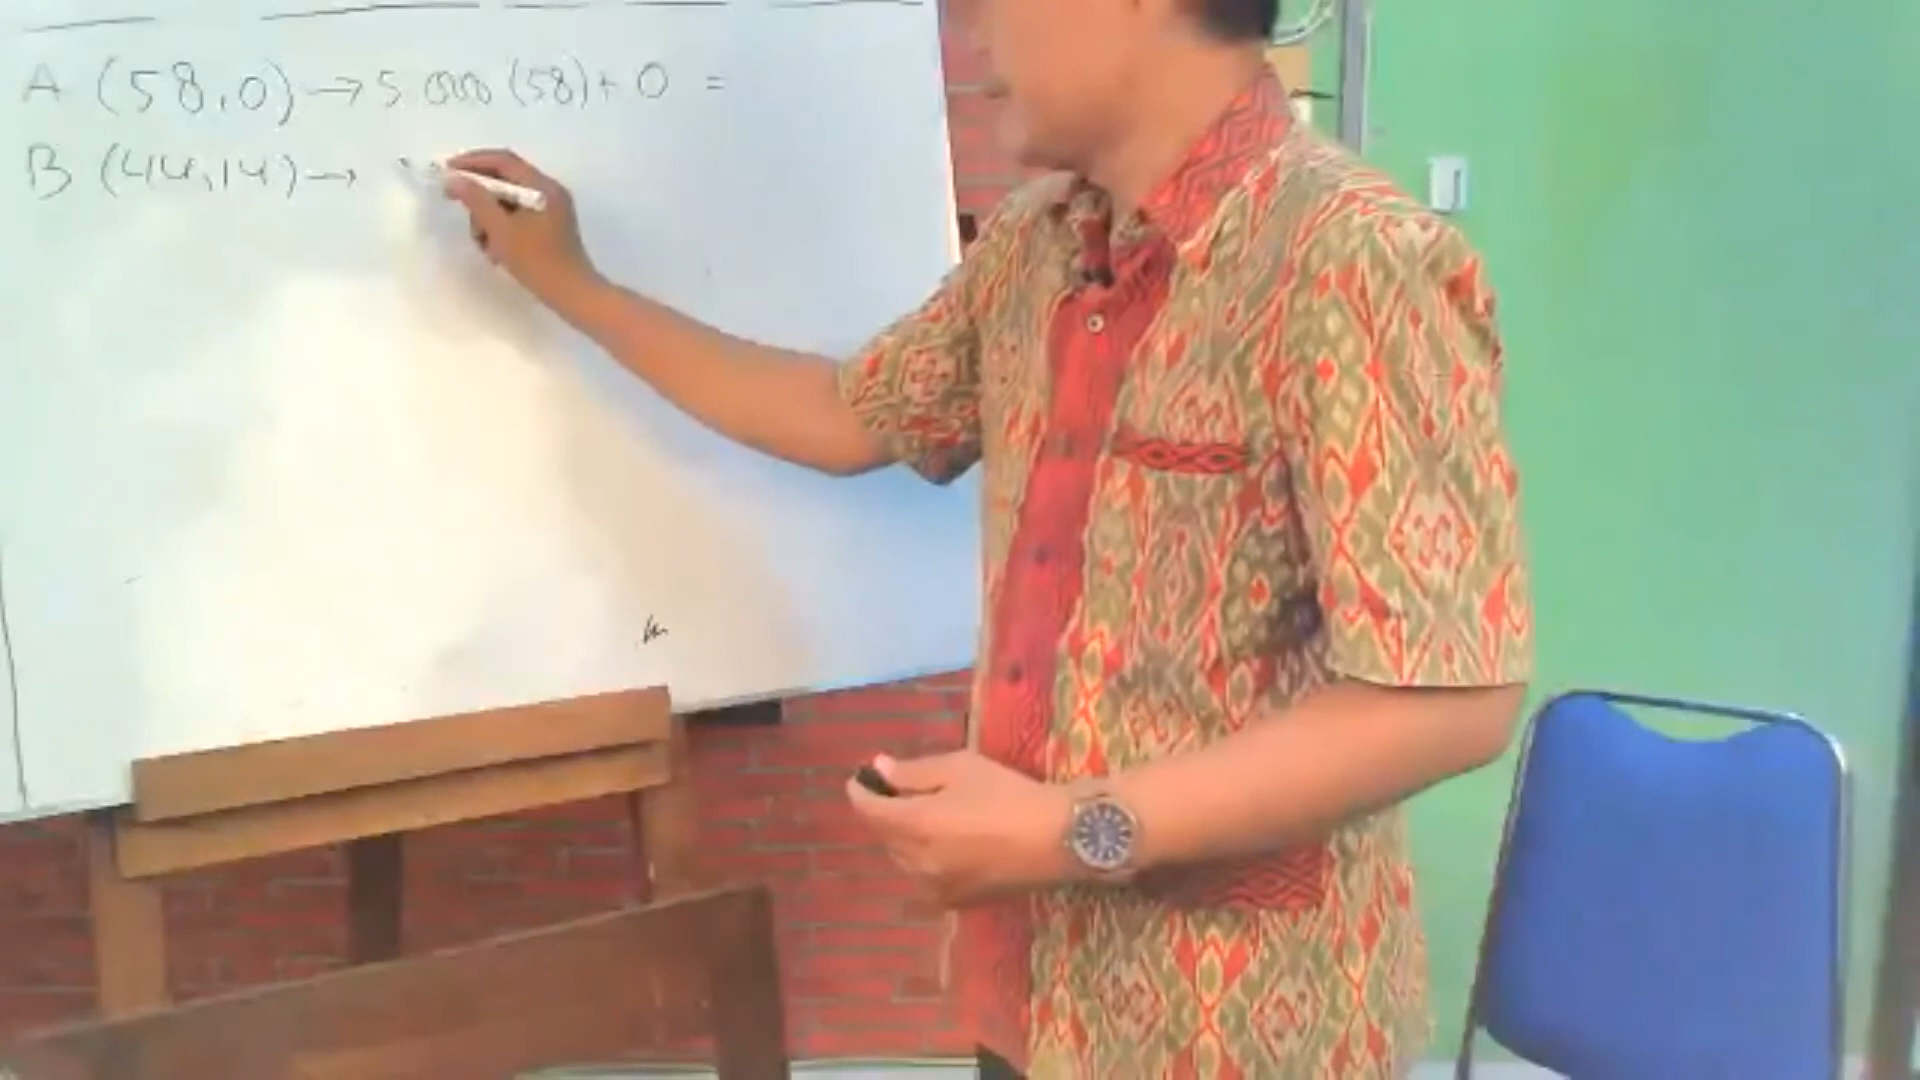 A (58,0) → 5.000 (58) + 0 =
B (44,14) →